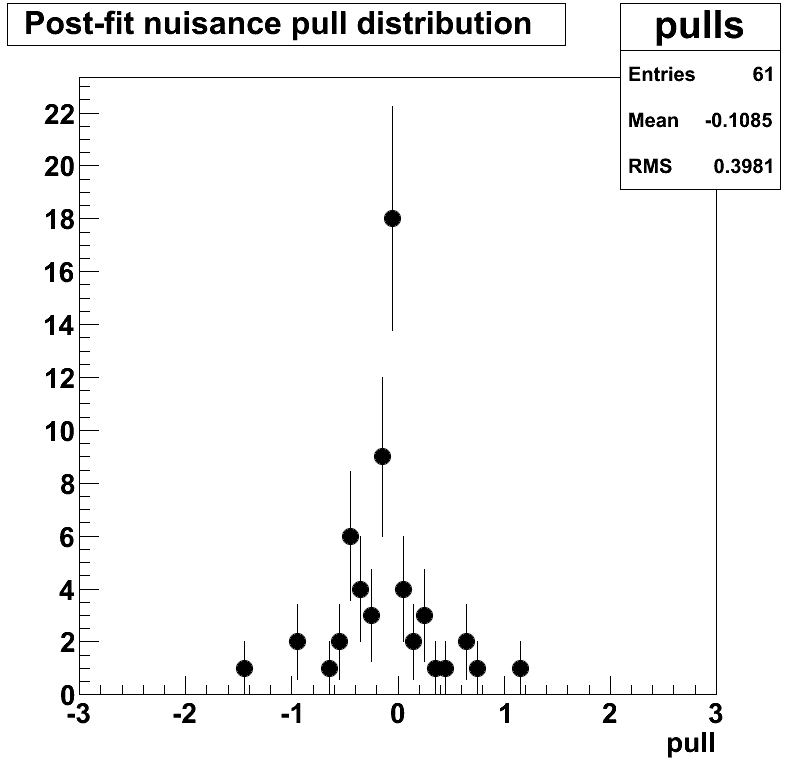 Post-fit nuisance pull distribution
pulls
Entries 61
Mean -0.1085
RMS 0.3981
22
20
18
16
14
12
10
8
6
4
2
0
-3 -2 -1 0 1 2 3
pull